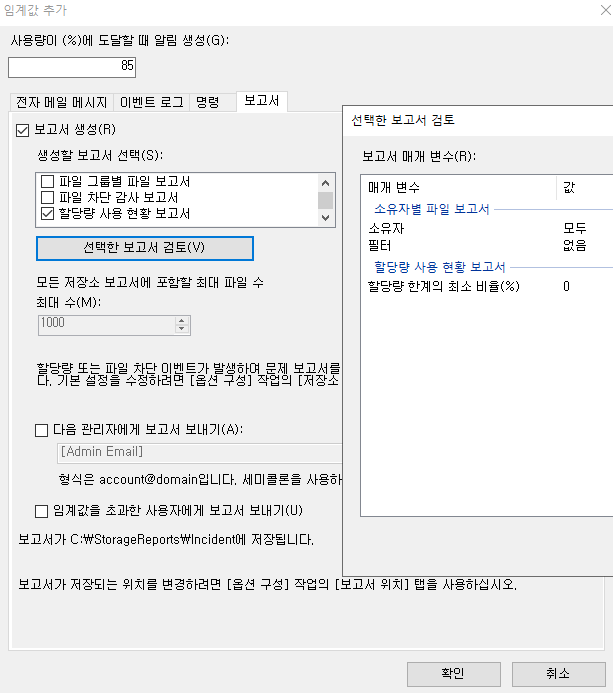 임계값 추가
사용량이 (%)에 도달할 때 알림 생성(G):
85
전자 메일 메시지
이벤트 로그
명령
보고서
보고서 생성(R)
생성할 보고서 선택(S):
파일 그룹별 파일 보고서
파일 차단 감사 보고서
할당량 사용 현황 보고서
선택한 보고서 검토(V)
모든 저장소 보고서에 포함할 최대 파일 수
최대 수(M):
1000
할당량 또는 파일 차단 이벤트가 발생하여 문제 보고서를
다. 기본 설정을 수정하려면 [옵션 구성] 작업의 [저장소
다음 관리자에게 보고서 보내기(A):
[Admin Email]
형식은 account@domain입니다. 세미콜론을 사용하
임계값을 초과한 사용자에게 보고서 보내기(U)
보고서가 C:₩StorageReports₩Incident에 저장됩니다.
보고서가 저장되는 위치를 변경하려면 [옵션 구성] 작업의 [보고서 위치] 탭을 사용하십시오.
확인
취소
선택한 보고서 검토
보고서 매개 변수(R):
매개 변수 값
소유자별 파일 보고서
소유자 모두
필터 없음
할당량 사용 현황 보고서
할당량 한계의 최소 비율(%) 0